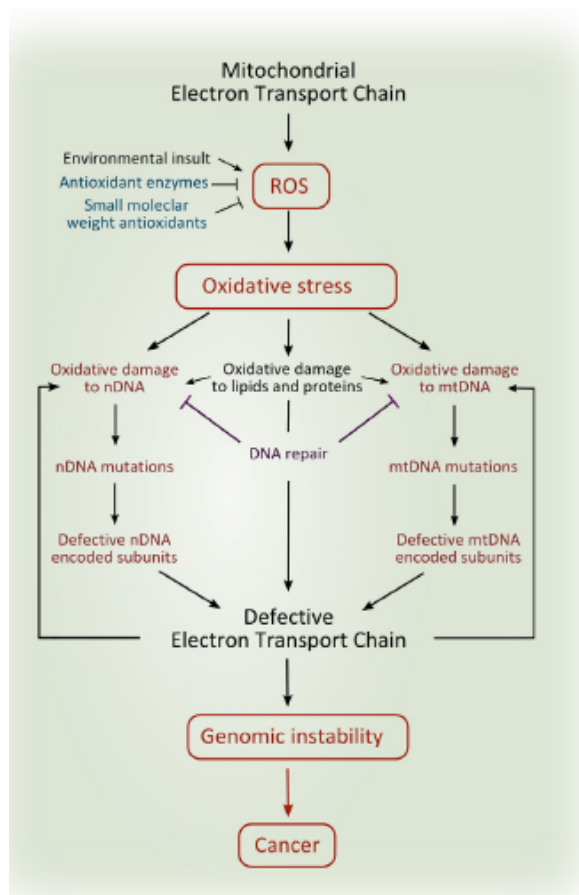 Mitochondrial
Electron Transport Chain
Environmental insult
Antioxidant enzymes
Small moleclar
weight antioxidants
ROS
Oxidative stress
Oxidative damage
to nDNA
Oxidative damage
to lipids and proteins
Oxidative damage
to mtDNA
DNA repair
nDNA mutations
mtDNA mutations
Defective nDNA
encoded subunits
Defective mtDNA
encoded subunits
Defective
Electron Transport Chain
Genomic instability
Cancer